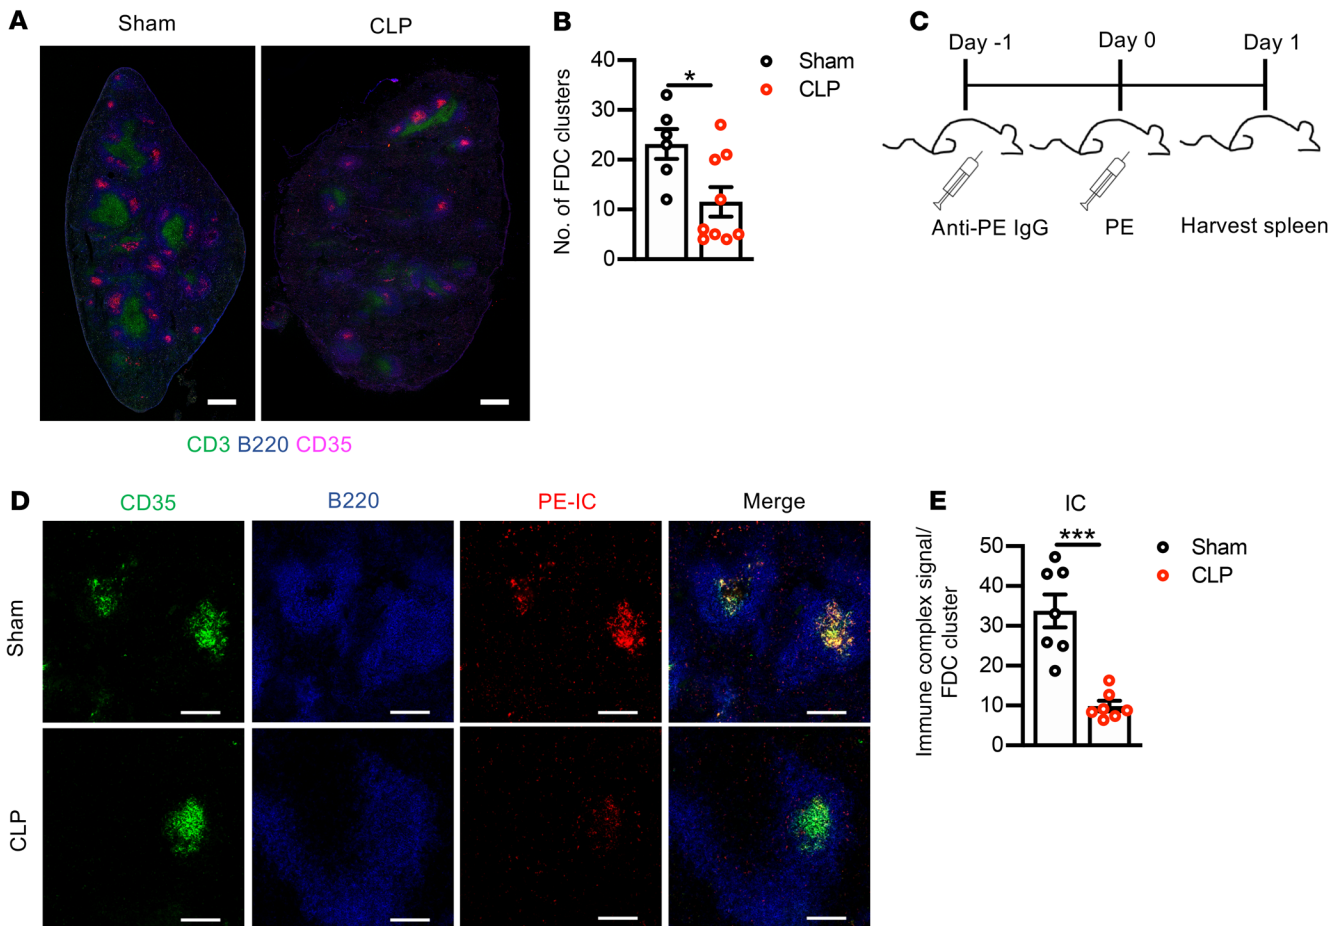 A
Sham
CLP
CD3 B220 CD35
B
40
30
20
10
0
No. of FDC clusters
*
Sham
CLP
C
Day -1
Day 0
Day 1
Anti-PE IgG
PE
Harvest spleen
D
CD35
B220
PE-IC
Merge
Sham
CLP
E
IC
50
40
30
20
10
0
Immune complex signal/
FDC cluster
***
Sham
CLP